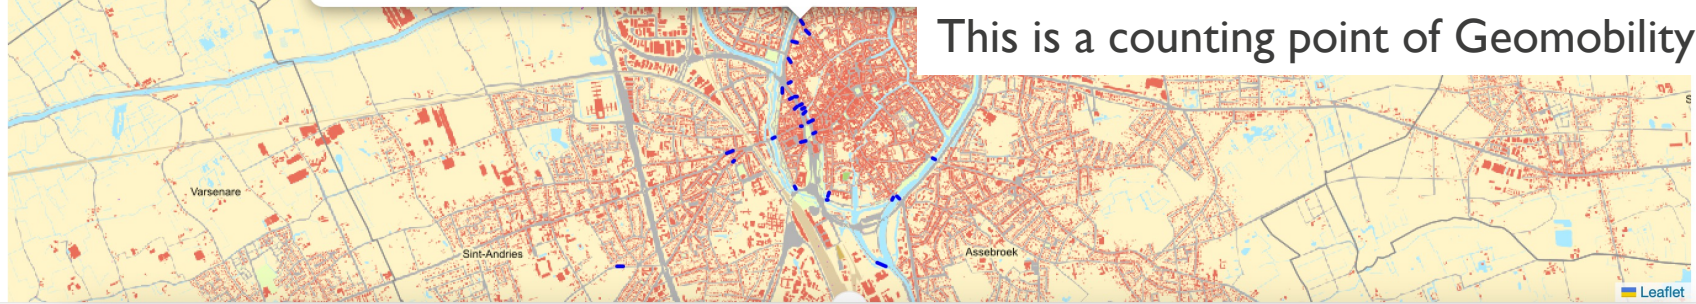 This is a counting point of Geomobility
S
Varsenare
Sint-Andries
Assebroek
Leaflet